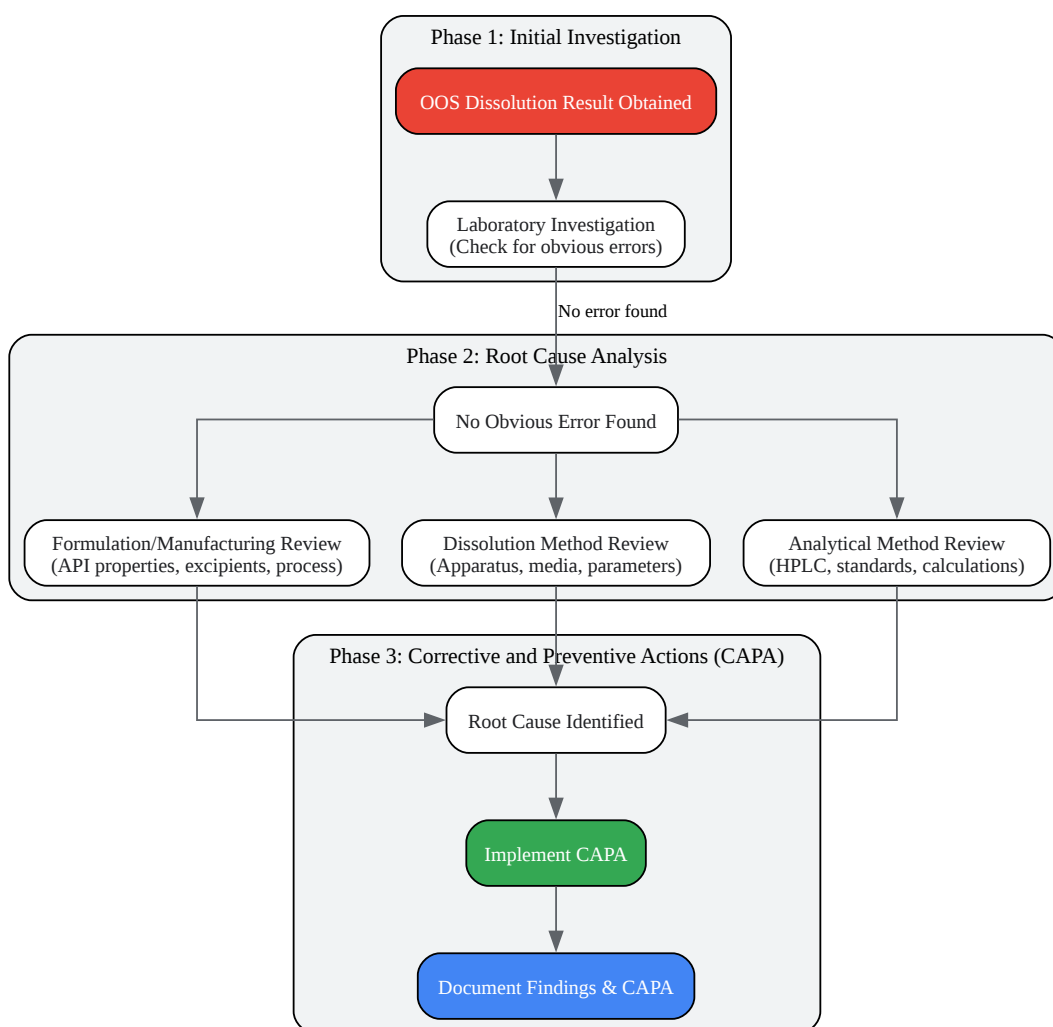 Phase 1: Initial Investigation
OOS Dissolution Result Obtained
Laboratory Investigation
(Check for obvious errors)
No error found
Phase 2: Root Cause Analysis
No Obvious Error Found
Formulation/Manufacturing Review
(API properties, excipients, process)
Dissolution Method Review
(Apparatus, media, parameters)
Analytical Method Review
(HPLC, standards, calculations)
Phase 3: Corrective and Preventive Actions (CAPA)
Root Cause Identified
Implement CAPA
Document Findings & CAPA